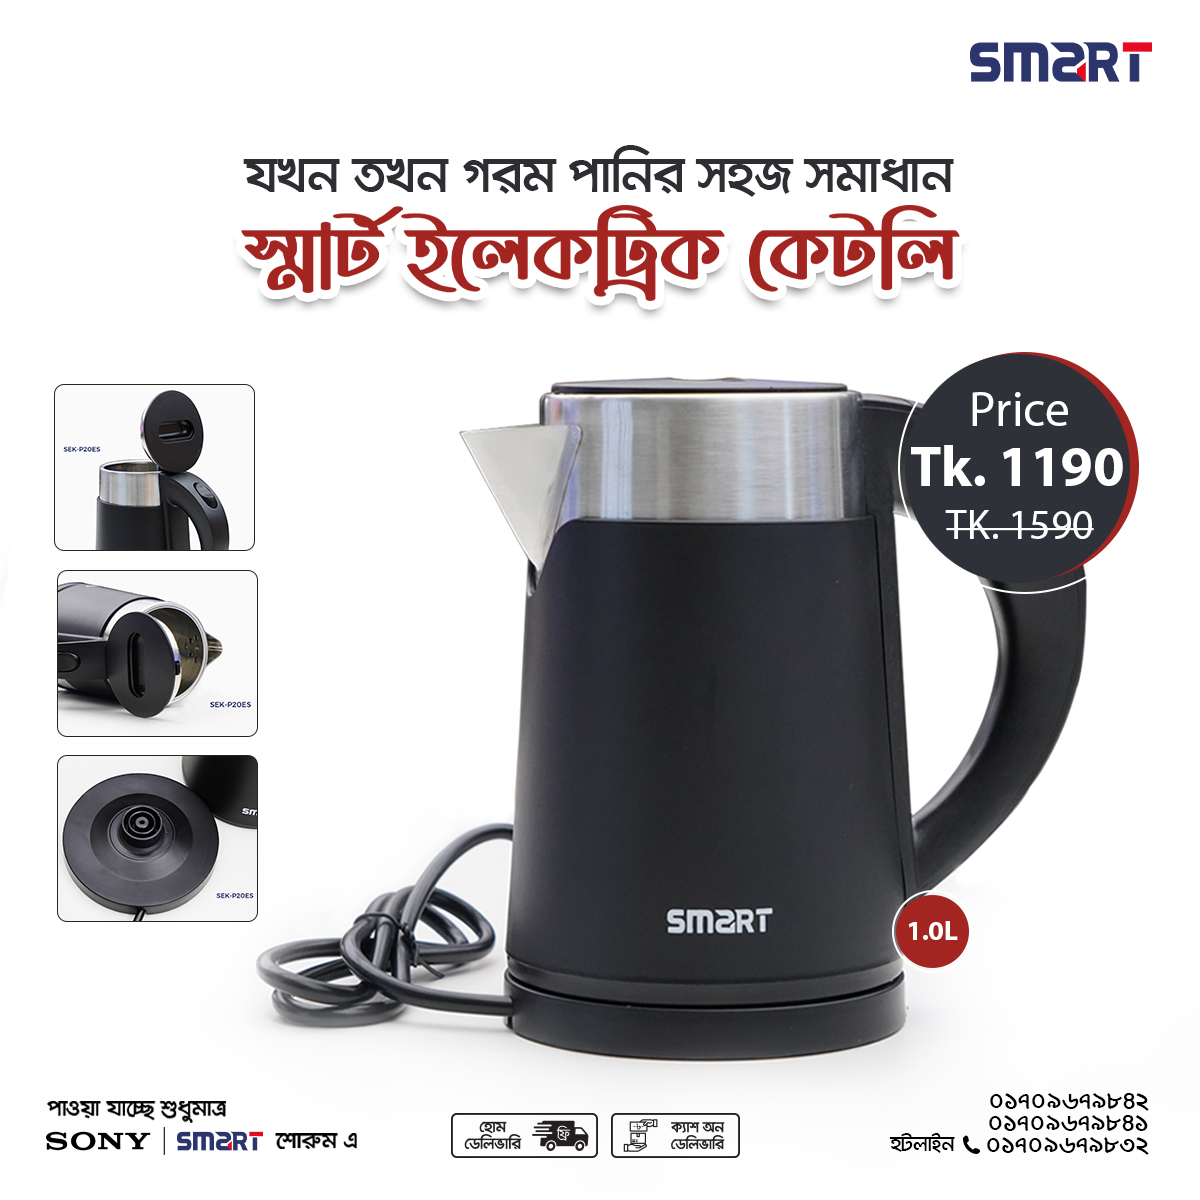 SMART
যখন তখন গরম পানির সহজ সমাধান
স্মার্ট ইলেকট্রিক কেটলি
Price
Tk. 1190
TK. 1590
SEK-P20ES
SEK-P20ES
SM
SEK-P20ES
SMART
1.0L
পাওয়া যাচ্ছে শুধুমাত্র
SONY | SMART শোরুম এ
হোম
ডেলিভারি
ফ্রি
ক্যাশ অন
ডেলিভারি
০১৭০৯৬৭৯৮৪২
০১৭০৯৬৭৯৮৪১
হটলাইন ০১৭০৯৬৭৯৮৩২